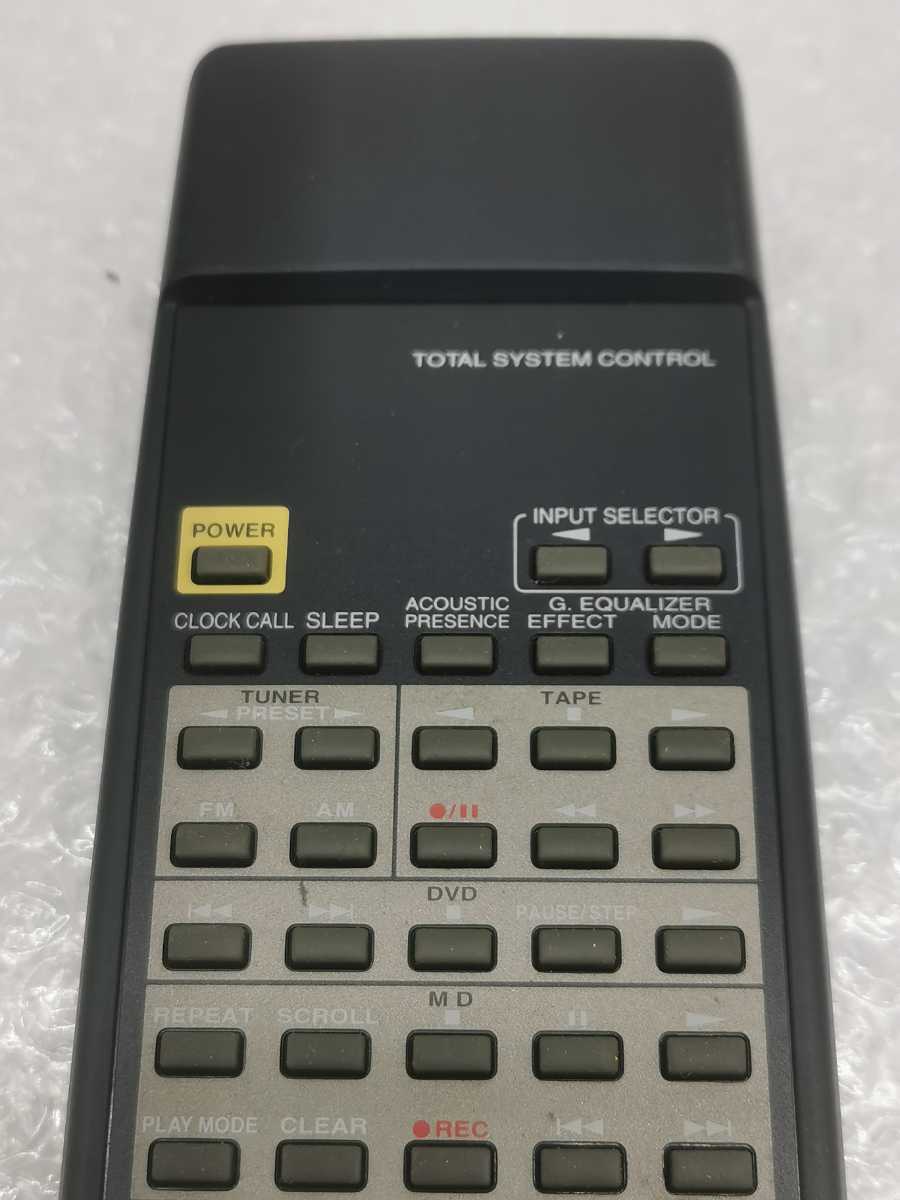 TOTAL SYSTEM CONTROL
POWER
INPUT SELECTOR
CLOCK CALL SLEEP ACOUSTIC PRESENCE G. EQUALIZER
EFFECT MODE
TUNER TAPE
PRESET
FM AM
DVD
PAUSE/STEP
MD
REPEAT SCROLL
PLAY MODE CLEAR REC